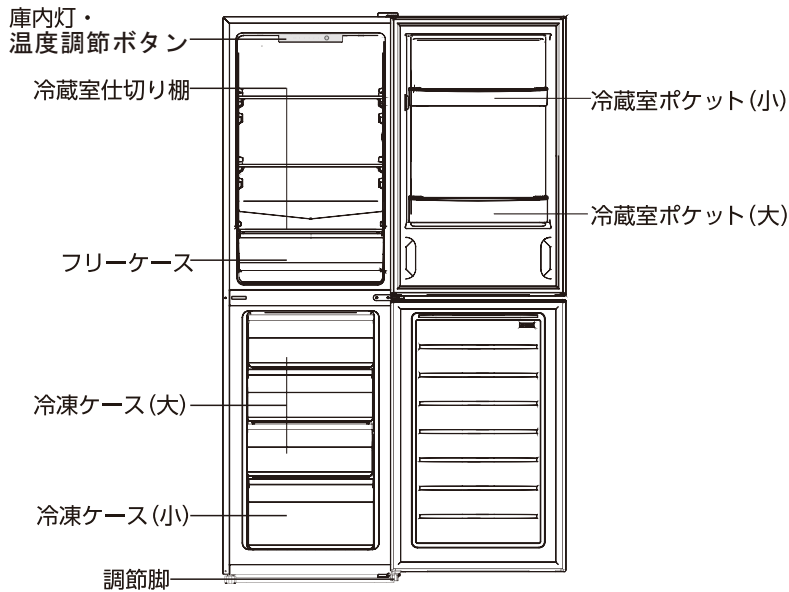 庫内灯・
温度調節ボタン
冷蔵室仕切り棚
冷蔵室ポケット(小)
冷蔵室ポケット(大)
フリーケース
冷凍ケース(大)
冷凍ケース(小)
調節脚